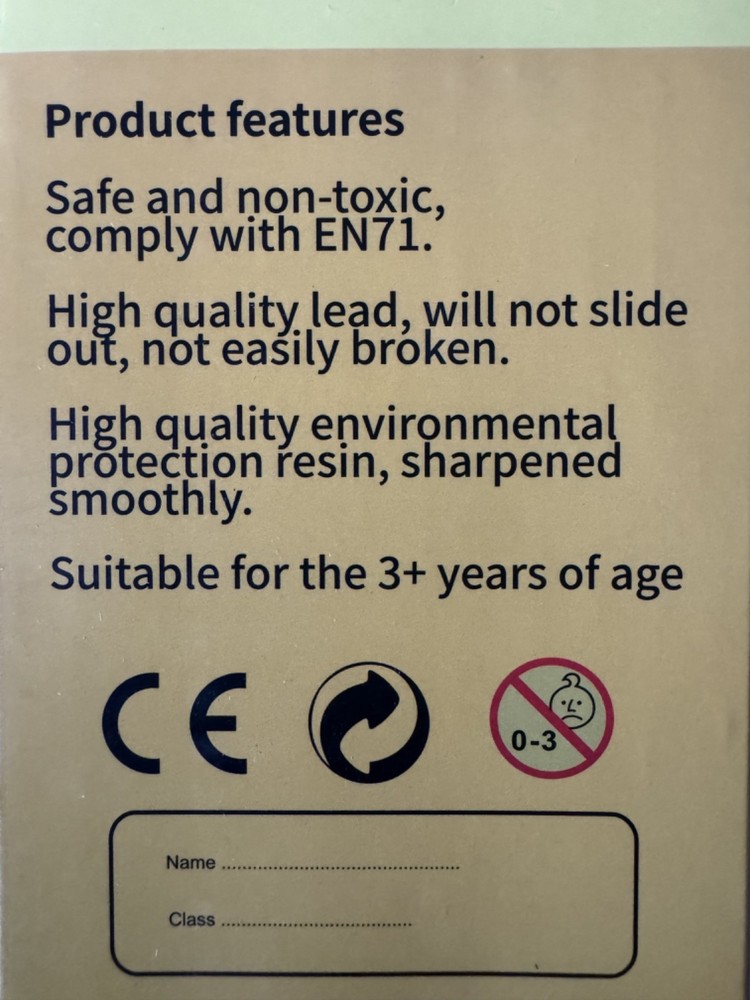 Product features
Safe and non-toxic,
comply with EN71.
High quality lead, will not slide
out, not easily broken.
High quality environmental
protection resin, sharpened
smoothly.
Suitable for the 3+ years of age
CE
0-3
Name ........................................
Class ................................